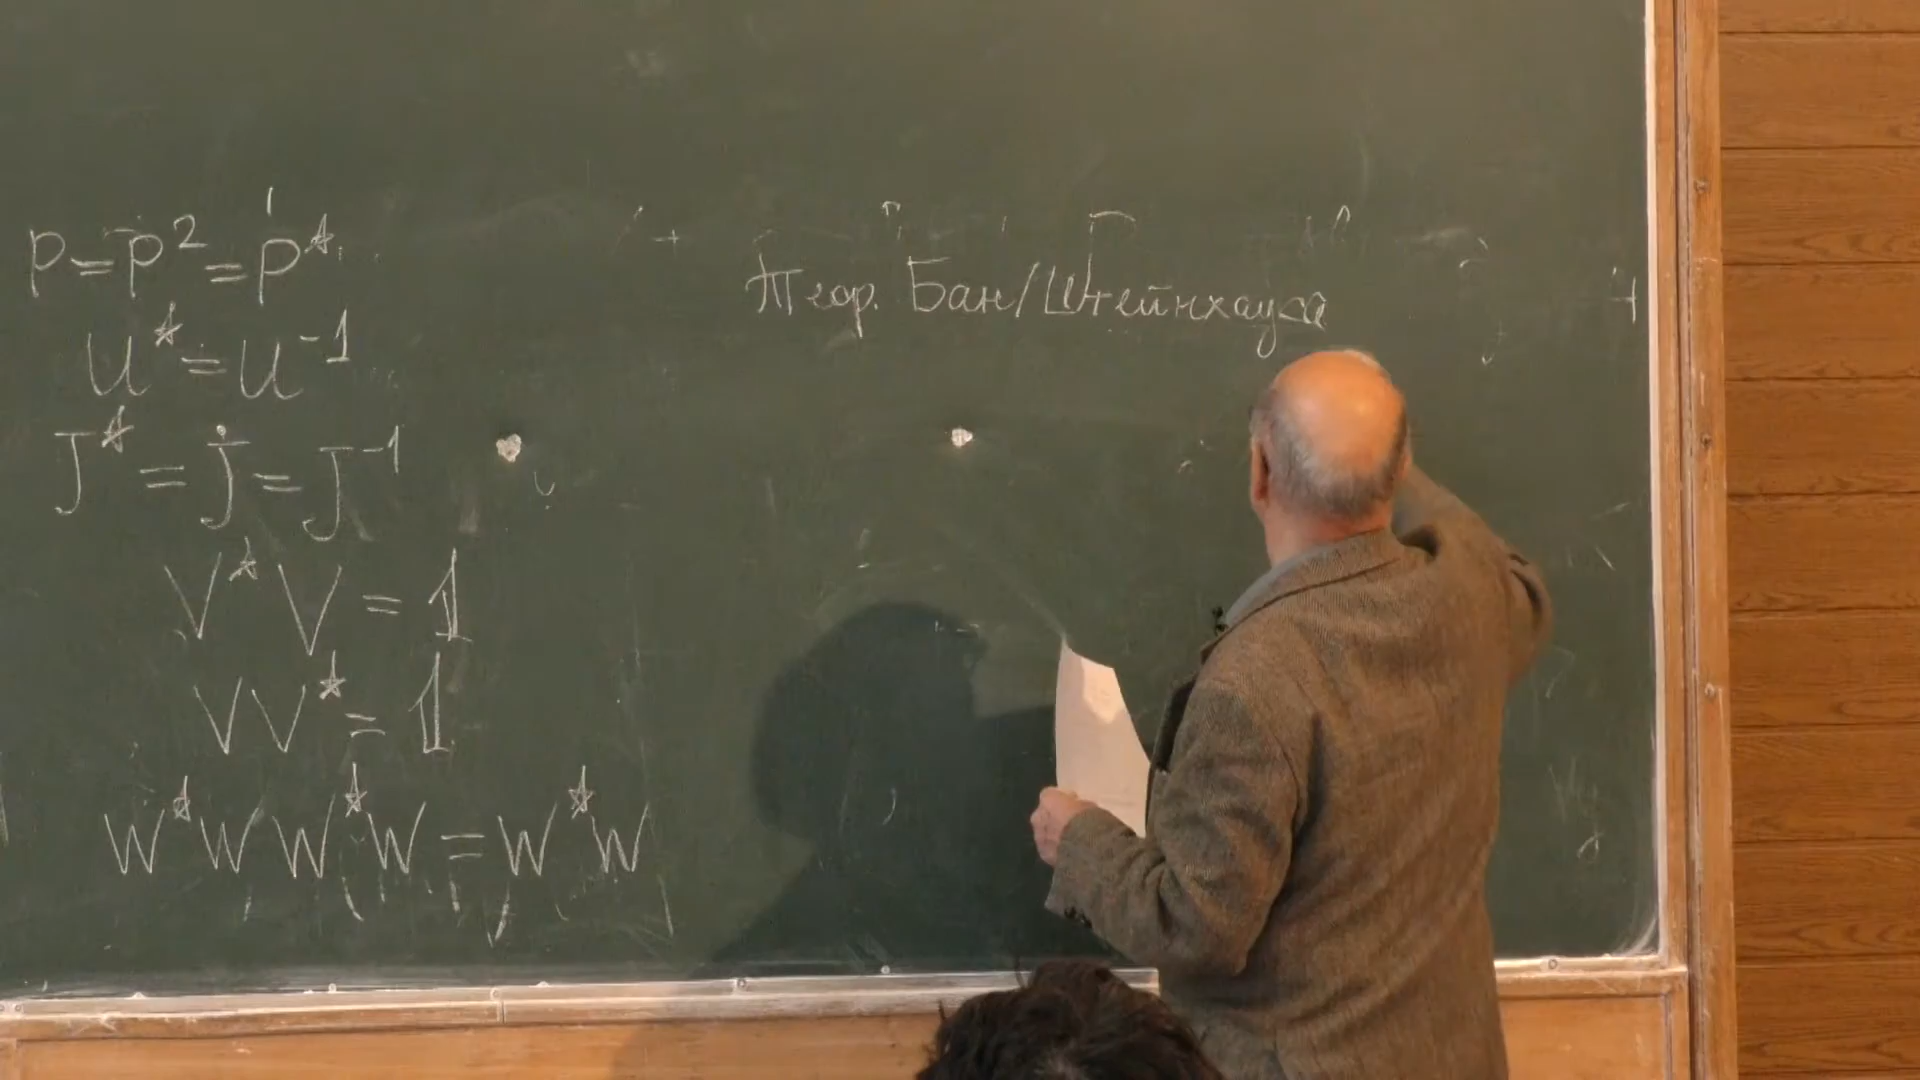 P=P²=P*
U*=U⁻¹
J*=J=J⁻¹
V*V=1
VV*=1
W*WW*W=W*W
Теор. Бан/Штейнхауса